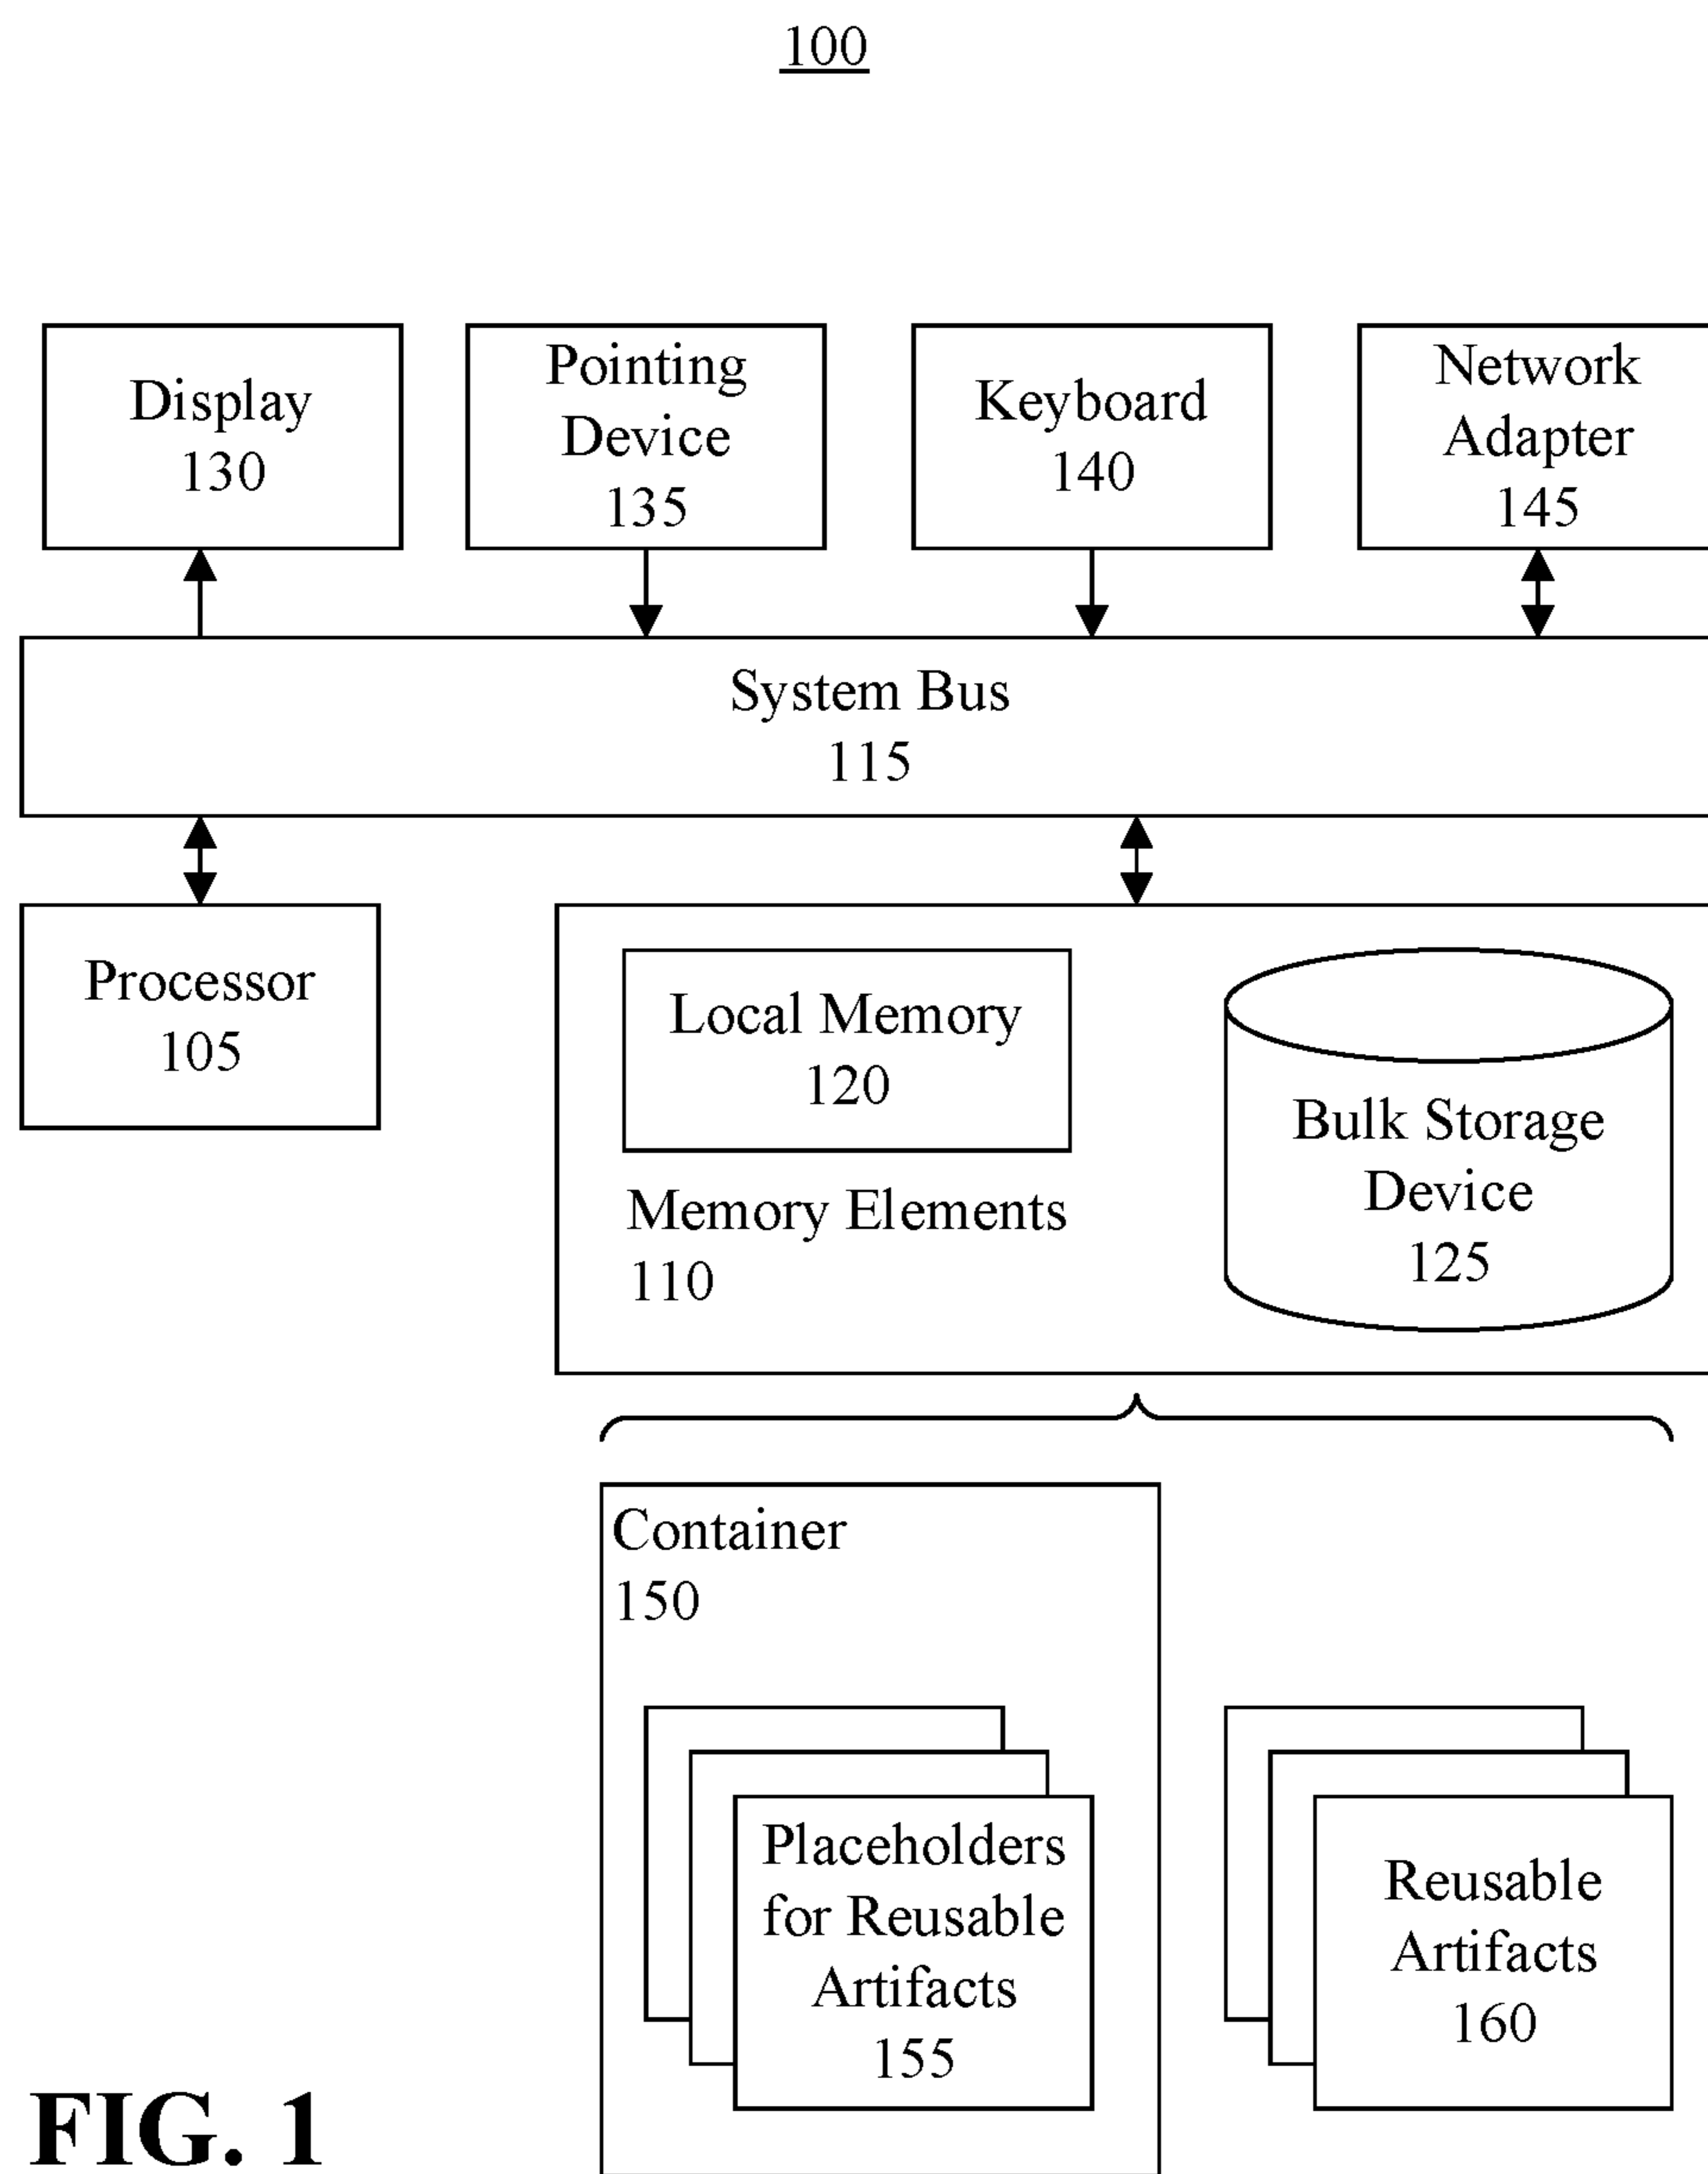 100
Display
130
Pointing
Device
135
Keyboard
140
Network
Adapter
145
System Bus
115
Processor
105
Local Memory
120
Memory Elements
110
Bulk Storage
Device
125
Container
150
Placeholders
for Reusable
Artifacts
155
Reusable
Artifacts
160
FIG. 1